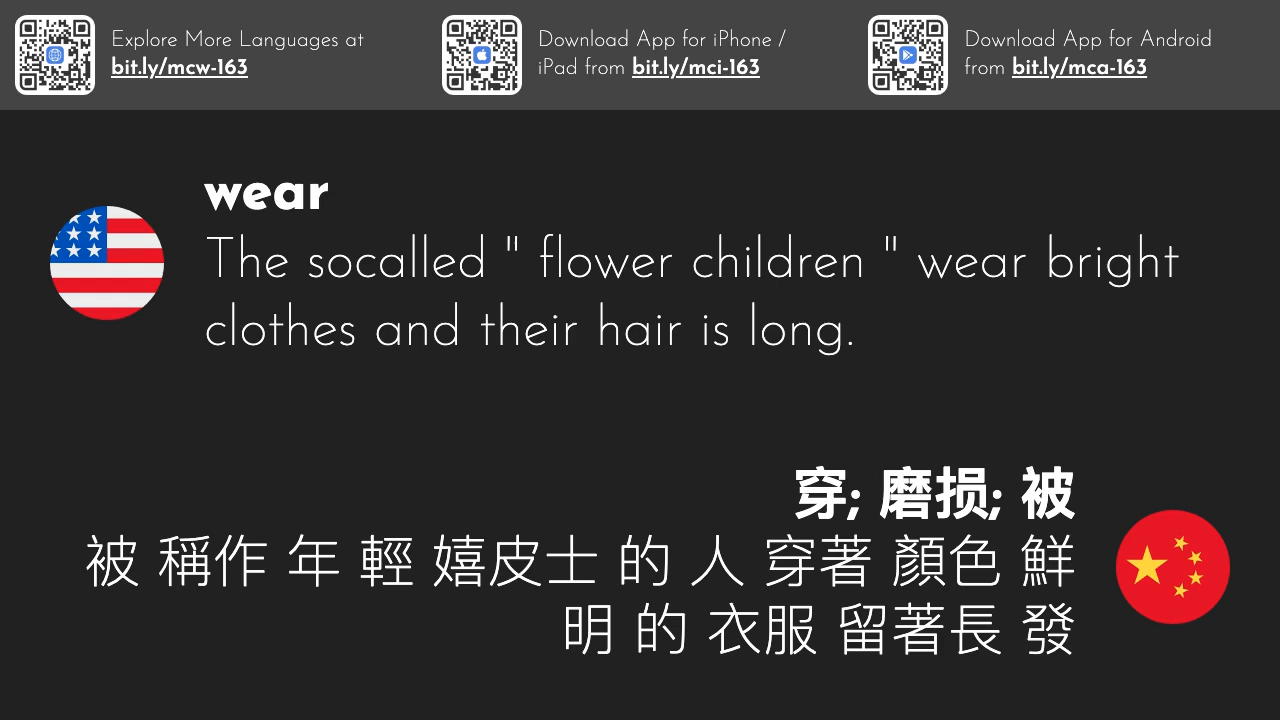 Explore More Languages at
bit.ly/mcw-163
Download App for iPhone /
iPad from bit.ly/mci-163
Download App for Android
from bit.ly/mca-163
wear
The socalled " flower children " wear bright
clothes and their hair is long.
穿; 磨损; 被
被 稱作 年 輕 嬉皮士 的 人 穿著 顏色 鮮
明 的 衣服 留著長 發